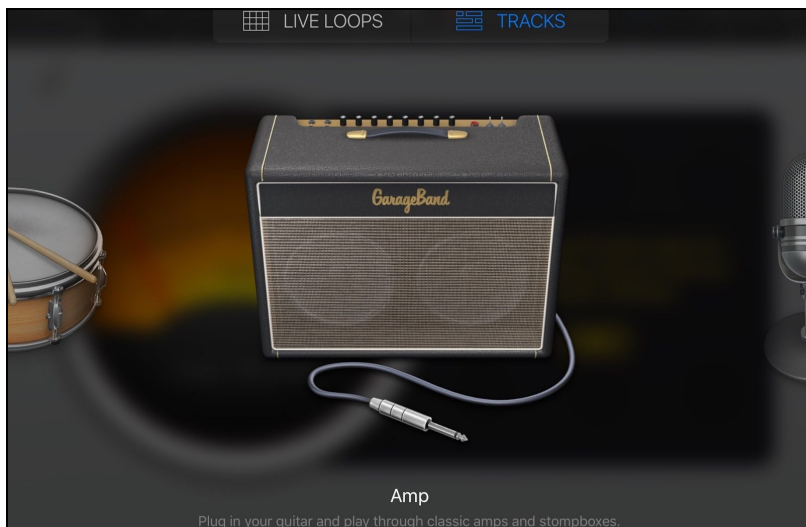 LIVE LOOPS
TRACKS
GarageBand
Amp
Plug in your guitar and play through classic amps and stompboxes.